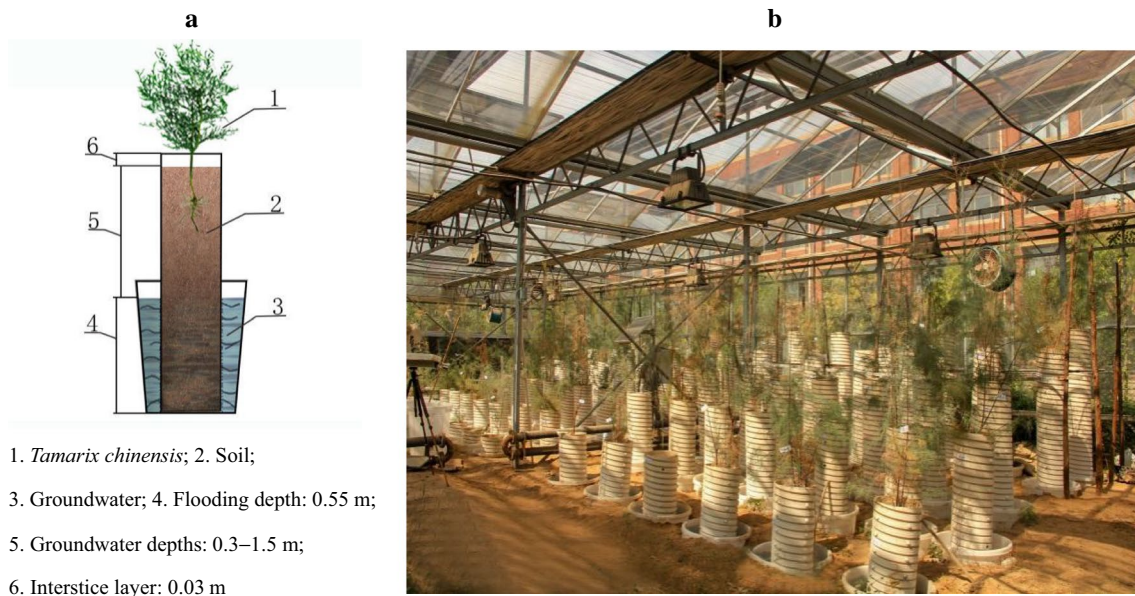 a
b
1
6
2
5
3
4
1. Tamarix chinensis; 2. Soil;
3. Groundwater; 4. Flooding depth: 0.55 m;
5. Groundwater depths: 0.3–1.5 m;
6. Interstice layer: 0.03 m